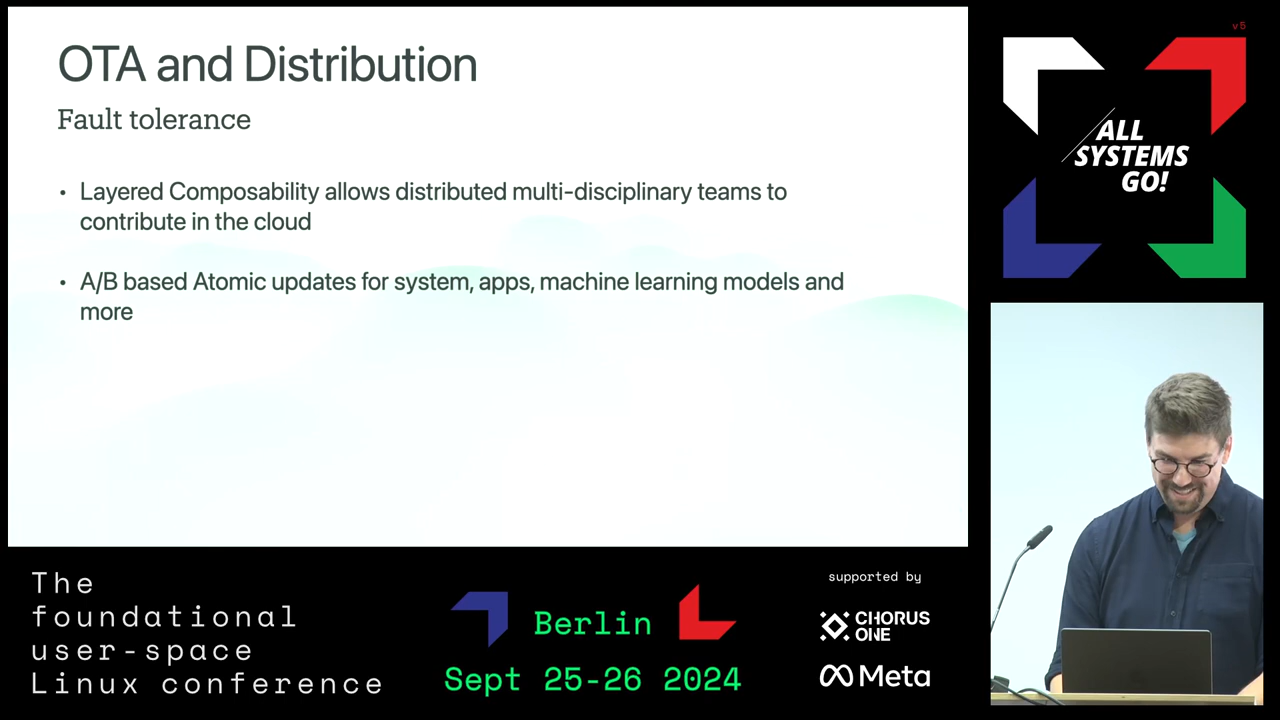 OTA and Distribution
Fault tolerance
• Layered Composability allows distributed multi-disciplinary teams to
contribute in the cloud
• A/B based Atomic updates for system, apps, machine learning models and
more
v5
ALL
SYSTEMS
GO!
The
foundational
user-space
Linux conference
Berlin
Sept 25-26 2024
supported by
CHORUS
ONE
Meta